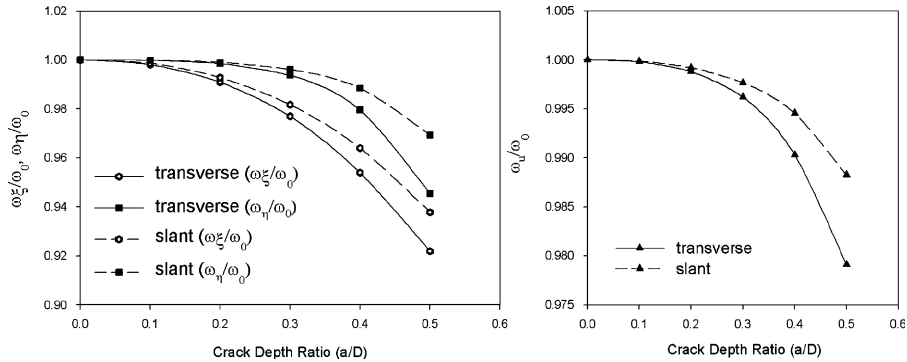 1.02
1.00
0.98
0.96
0.94
0.92
0.90
ωξ/ω0, ωη/ω0
transverse (ωξ/ω0)
transverse (ωη/ω0)
slant (ωξ/ω0)
slant (ωη/ω0)
0.0 0.1 0.2 0.3 0.4 0.5 0.6
Crack Depth Ratio (a/D)
1.005
1.000
0.995
0.990
0.985
0.980
0.975
ωu/ω0
transverse
slant
0.0 0.1 0.2 0.3 0.4 0.5 0.6
Crack Depth Ratio (a/D)